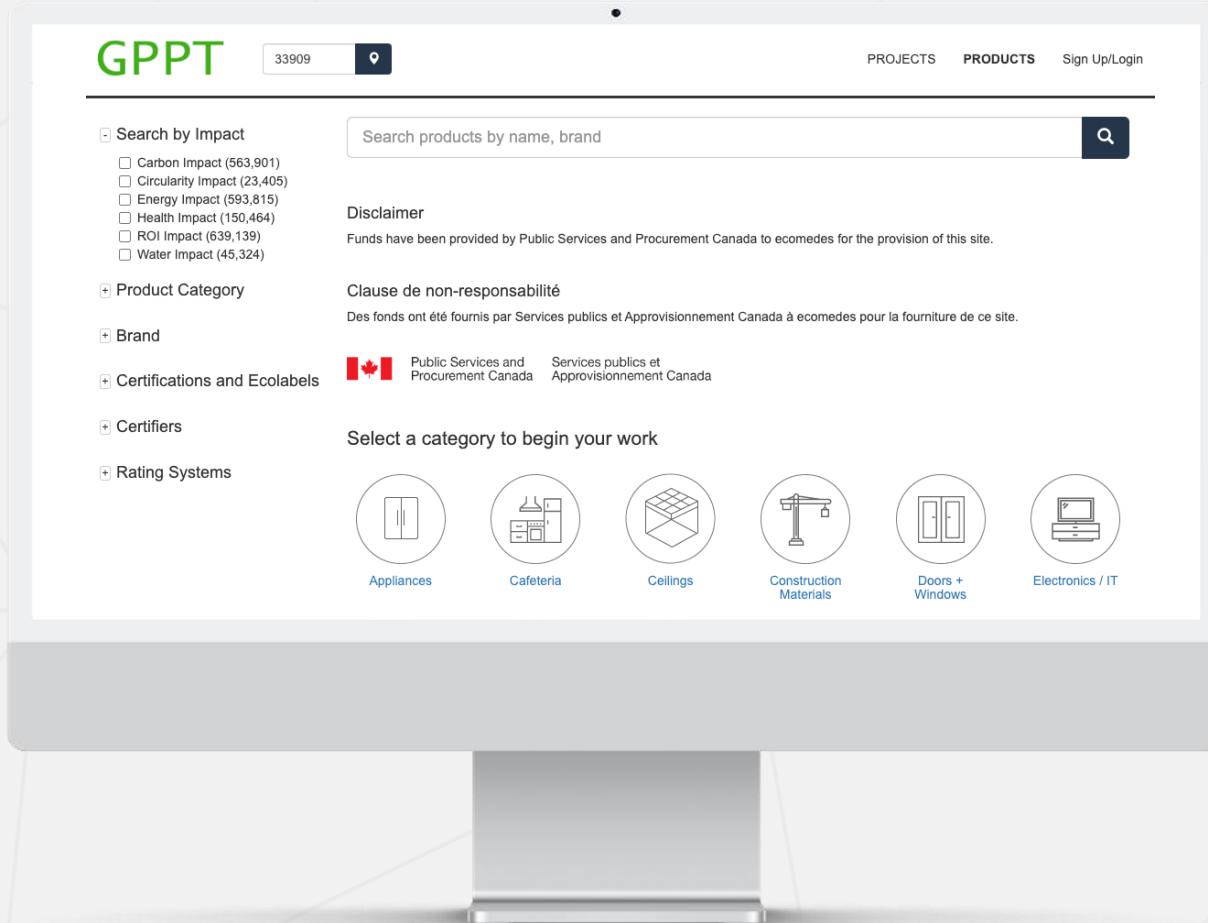 GPPT
33909
PROJECTS PRODUCTS Sign Up/Login
- Search by Impact
Carbon Impact (563,901)
Circularity Impact (23,405)
Energy Impact (593,815)
Health Impact (150,464)
ROI Impact (639,139)
Water Impact (45,324)
+ Product Category
+ Brand
+ Certifications and Ecolabels
+ Certifiers
+ Rating Systems
Search products by name, brand
Disclaimer
Funds have been provided by Public Services and Procurement Canada to ecomedes for the provision of this site.
Clause de non-responsabilité
Des fonds ont été fournis par Services publics et Approvisionnement Canada à ecomedes pour la fourniture de ce site.
Public Services and
Procurement Canada
Services publics et
Approvisionnement Canada
Select a category to begin your work
Appliances
Cafeteria
Ceilings
Construction
Materials
Doors +
Windows
Electronics / IT